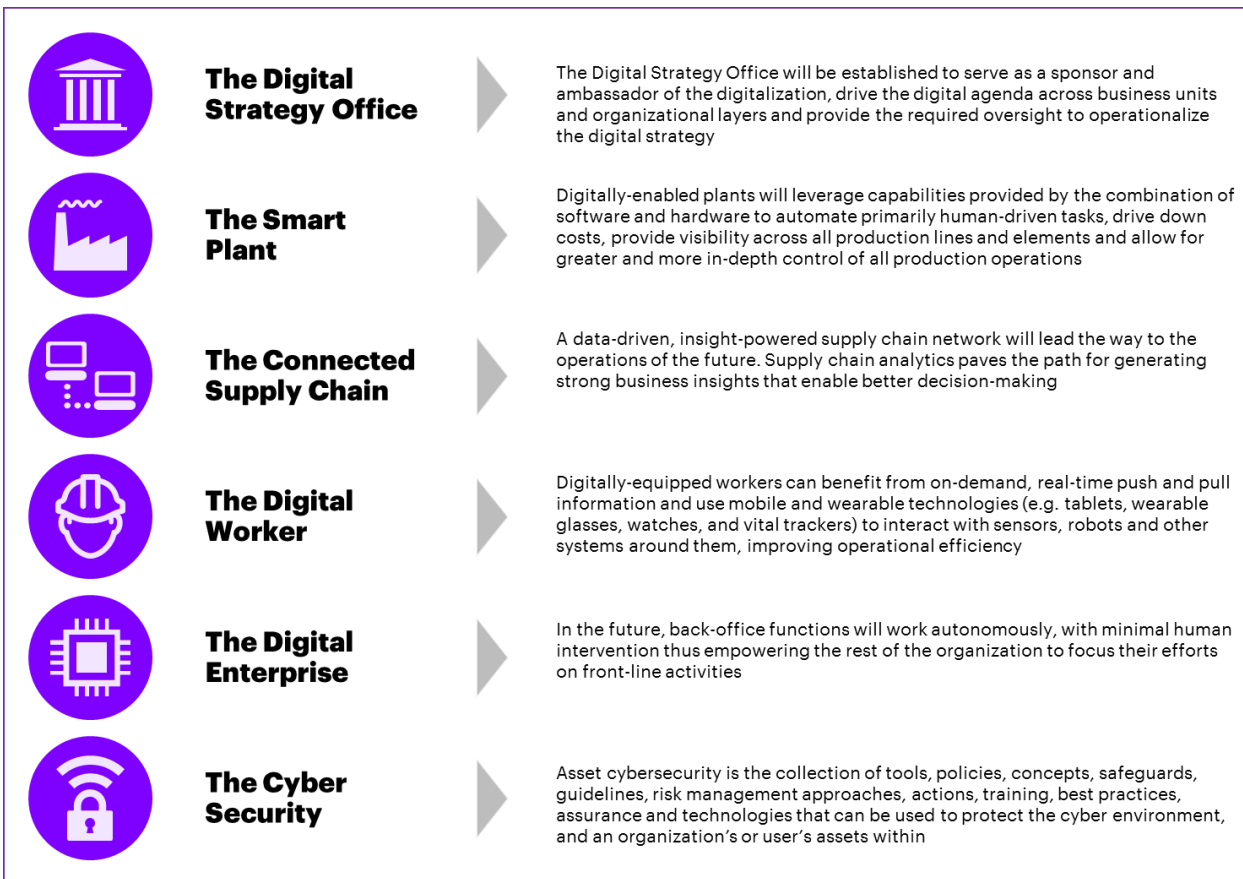 The Digital
Strategy Office
The Digital Strategy Office will be established to serve as a sponsor and
ambassador of the digitalization, drive the digital agenda across business units
and organizational layers and provide the required oversight to operationalize
the digital strategy
The Smart
Plant
Digitally-enabled plants will leverage capabilities provided by the combination of
software and hardware to automate primarily human-driven tasks, drive down
costs, provide visibility across all production lines and elements and allow for
greater and more in-depth control of all production operations
The Connected
Supply Chain
A data-driven, insight-powered supply chain network will lead the way to the
operations of the future. Supply chain analytics paves the path for generating
strong business insights that enable better decision-making
The Digital
Worker
Digitally-equipped workers can benefit from on-demand, real-time push and pull
information and use mobile and wearable technologies (e.g. tablets, wearable
glasses, watches, and vital trackers) to interact with sensors, robots and other
systems around them, improving operational efficiency
The Digital
Enterprise
In the future, back-office functions will work autonomously, with minimal human
intervention thus empowering the rest of the organization to focus their efforts
on front-line activities
The Cyber
Security
Asset cybersecurity is the collection of tools, policies, concepts, safeguards,
guidelines, risk management approaches, actions, training, best practices,
assurance and technologies that can be used to protect the cyber environment,
and an organization's or user's assets within